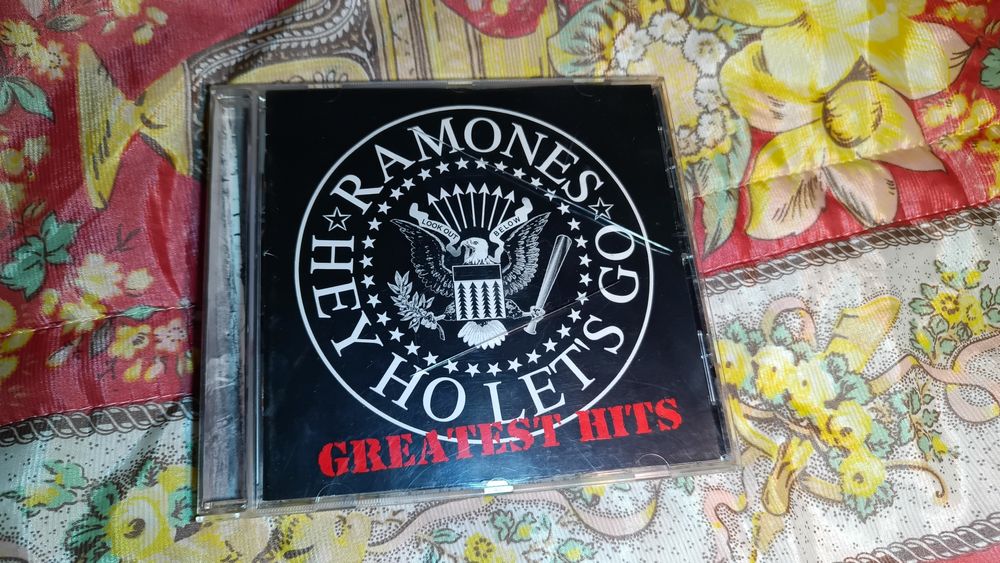 RAMONES
HEY HO LET'S GO
LOOK OUT BELOW
GREATEST HITS